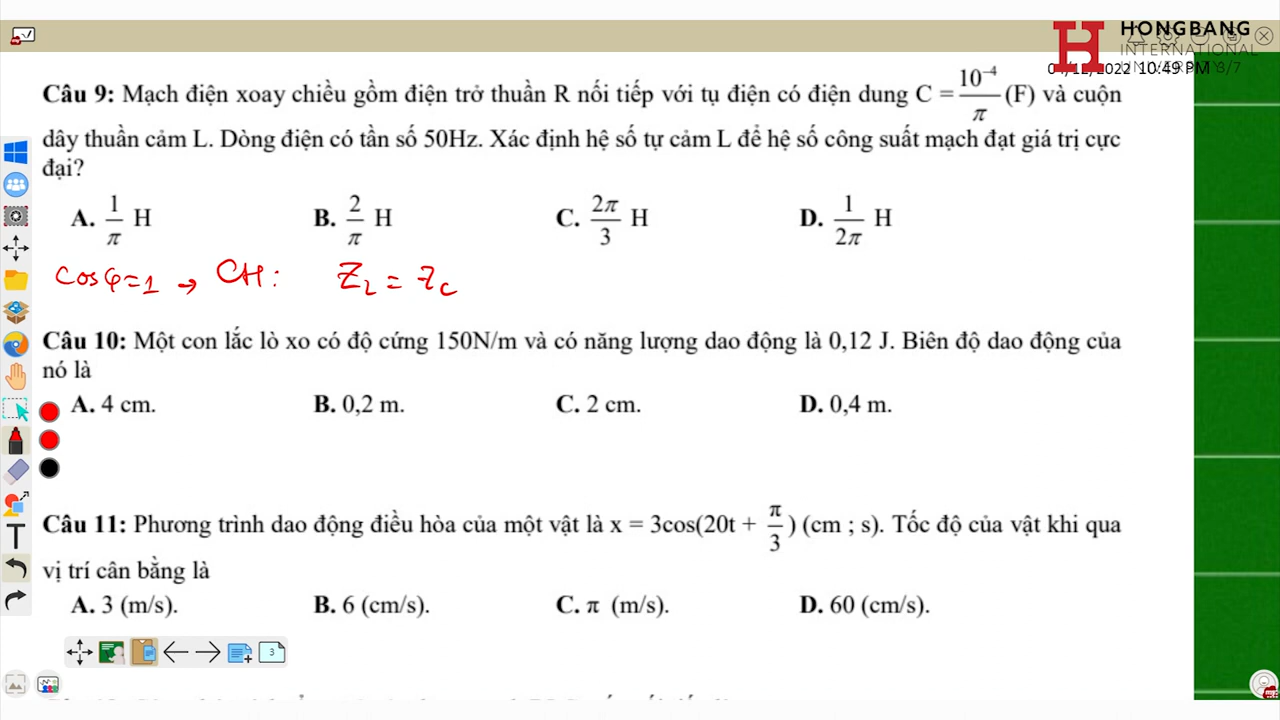 HONGBANG
INTERNATIONAL
10:49 PM 3/7
Câu 9: Mạch điện xoay chiều gồm điện trở thuần R nối tiếp với tụ điện có điện dung C = 10⁻⁴/π (F) và cuộn
dây thuần cảm L. Dòng điện có tần số 50Hz. Xác định hệ số tự cảm L để hệ số công suất mạch đạt giá trị cực
đại?
A. 1/π H B. 2/π H C. 2π/3 H D. 1/2π H
cosφ=1 → CH: Z_L = Z_C
Câu 10: Một con lắc lò xo có độ cứng 150N/m và có năng lượng dao động là 0,12 J. Biên độ dao động của
nó là
A. 4 cm. B. 0,2 m. C. 2 cm. D. 0,4 m.
Câu 11: Phương trình dao động điều hòa của một vật là x = 3cos(20t + π/3) (cm ; s). Tốc độ của vật khi qua
vị trí cân bằng là
A. 3 (m/s). B. 6 (cm/s). C. π (m/s). D. 60 (cm/s).
3